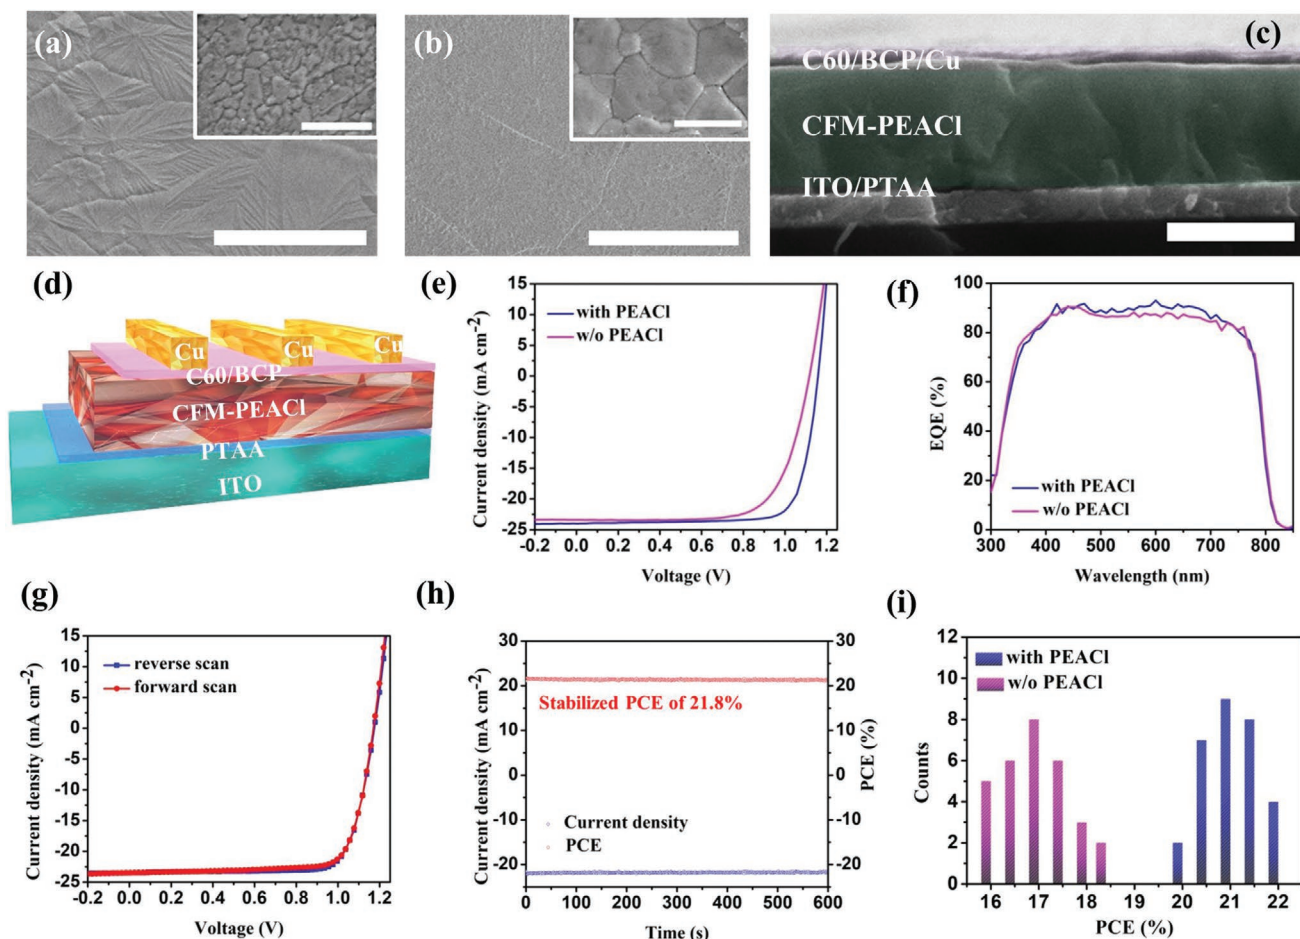 (a)
(b)
(c)
C60/BCP/Cu
CFM-PEACl
ITO/PTAA
(d)
Cu Cu Cu
C60/BCP
CFM-PEACl
PTAA
ITO
(e)
Current density (mA cm⁻²)
15
10
5
0
-5
-10
-15
-20
-25
with PEACl
w/o PEACl
-0.2 0.0 0.2 0.4 0.6 0.8 1.0 1.2
Voltage (V)
(f)
EQE (%)
100
80
60
40
20
0
with PEACl
w/o PEACl
300 400 500 600 700 800
Wavelength (nm)
(g)
Current density (mA cm⁻²)
15
10
5
0
-5
-10
-15
-20
-25
reverse scan
forward scan
-0.2 0.0 0.2 0.4 0.6 0.8 1.0 1.2
Voltage (V)
(h)
Current density (mA cm⁻²)
30
20
10
0
-10
-20
Stabilized PCE of 21.8%
Current density
PCE
30
20
10
0
-10
-20
PCE (%)
0 100 200 300 400 500 600
Time (s)
(i)
Counts
12
10
8
6
4
2
0
with PEACl
w/o PEACl
16 17 18 19 20 21 22
PCE (%)